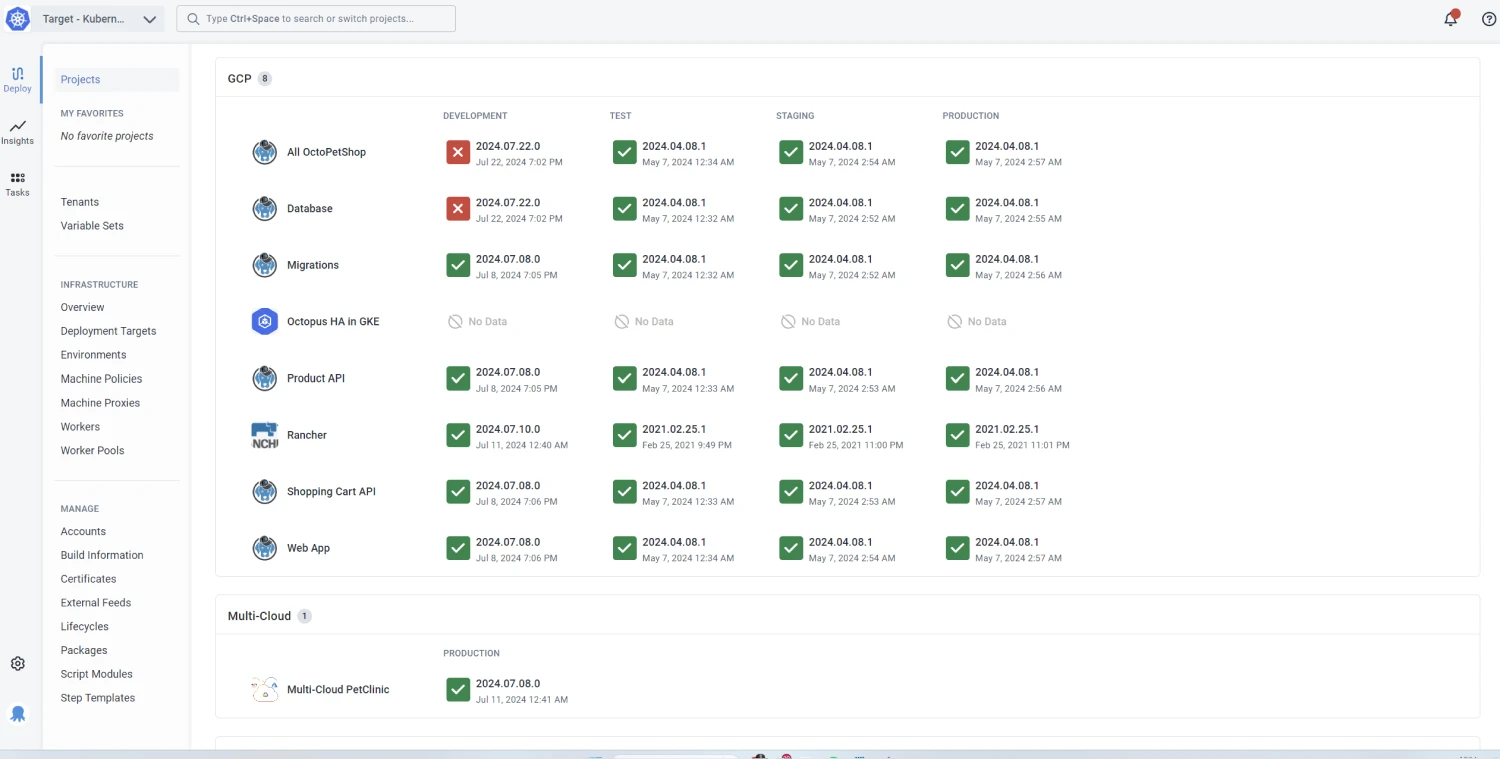 Target - Kubern...
Type Ctrl+Space to search or switch projects...
Deploy
Insights
Tasks
Projects
MY FAVORITES
No favorite projects
Tenants
Variable Sets
INFRASTRUCTURE
Overview
Deployment Targets
Environments
Machine Policies
Machine Proxies
Workers
Worker Pools
MANAGE
Accounts
Build Information
Certificates
External Feeds
Lifecycles
Packages
Script Modules
Step Templates
GCP 8
DEVELOPMENT TEST STAGING PRODUCTION
All OctoPetShop 2024.07.22.0 2024.04.08.1 2024.04.08.1 2024.04.08.1
Jul 22, 2024 7:02 PM May 7, 2024 12:34 AM May 7, 2024 2:54 AM May 7, 2024 2:57 AM
Database 2024.07.22.0 2024.04.08.1 2024.04.08.1 2024.04.08.1
Jul 22, 2024 7:02 PM May 7, 2024 12:32 AM May 7, 2024 2:52 AM May 7, 2024 2:55 AM
Migrations 2024.07.08.0 2024.04.08.1 2024.04.08.1 2024.04.08.1
Jul 8, 2024 7:05 PM May 7, 2024 12:32 AM May 7, 2024 2:52 AM May 7, 2024 2:56 AM
Octopus HA in GKE No Data No Data No Data No Data
Product API 2024.07.08.0 2024.04.08.1 2024.04.08.1 2024.04.08.1
Jul 8, 2024 7:05 PM May 7, 2024 12:33 AM May 7, 2024 2:53 AM May 7, 2024 2:56 AM
NCH
Rancher 2024.07.10.0 2021.02.25.1 2021.02.25.1 2021.02.25.1
Jul 11, 2024 12:40 AM Feb 25, 2021 9:49 PM Feb 25, 2021 11:00 PM Feb 25, 2021 11:01 PM
Shopping Cart API 2024.07.08.0 2024.04.08.1 2024.04.08.1 2024.04.08.1
Jul 8, 2024 7:06 PM May 7, 2024 12:33 AM May 7, 2024 2:53 AM May 7, 2024 2:57 AM
Web App 2024.07.08.0 2024.04.08.1 2024.04.08.1 2024.04.08.1
Jul 8, 2024 7:06 PM May 7, 2024 12:34 AM May 7, 2024 2:54 AM May 7, 2024 2:57 AM
Multi-Cloud 1
PRODUCTION
Multi-Cloud PetClinic 2024.07.08.0
Jul 11, 2024 12:41 AM